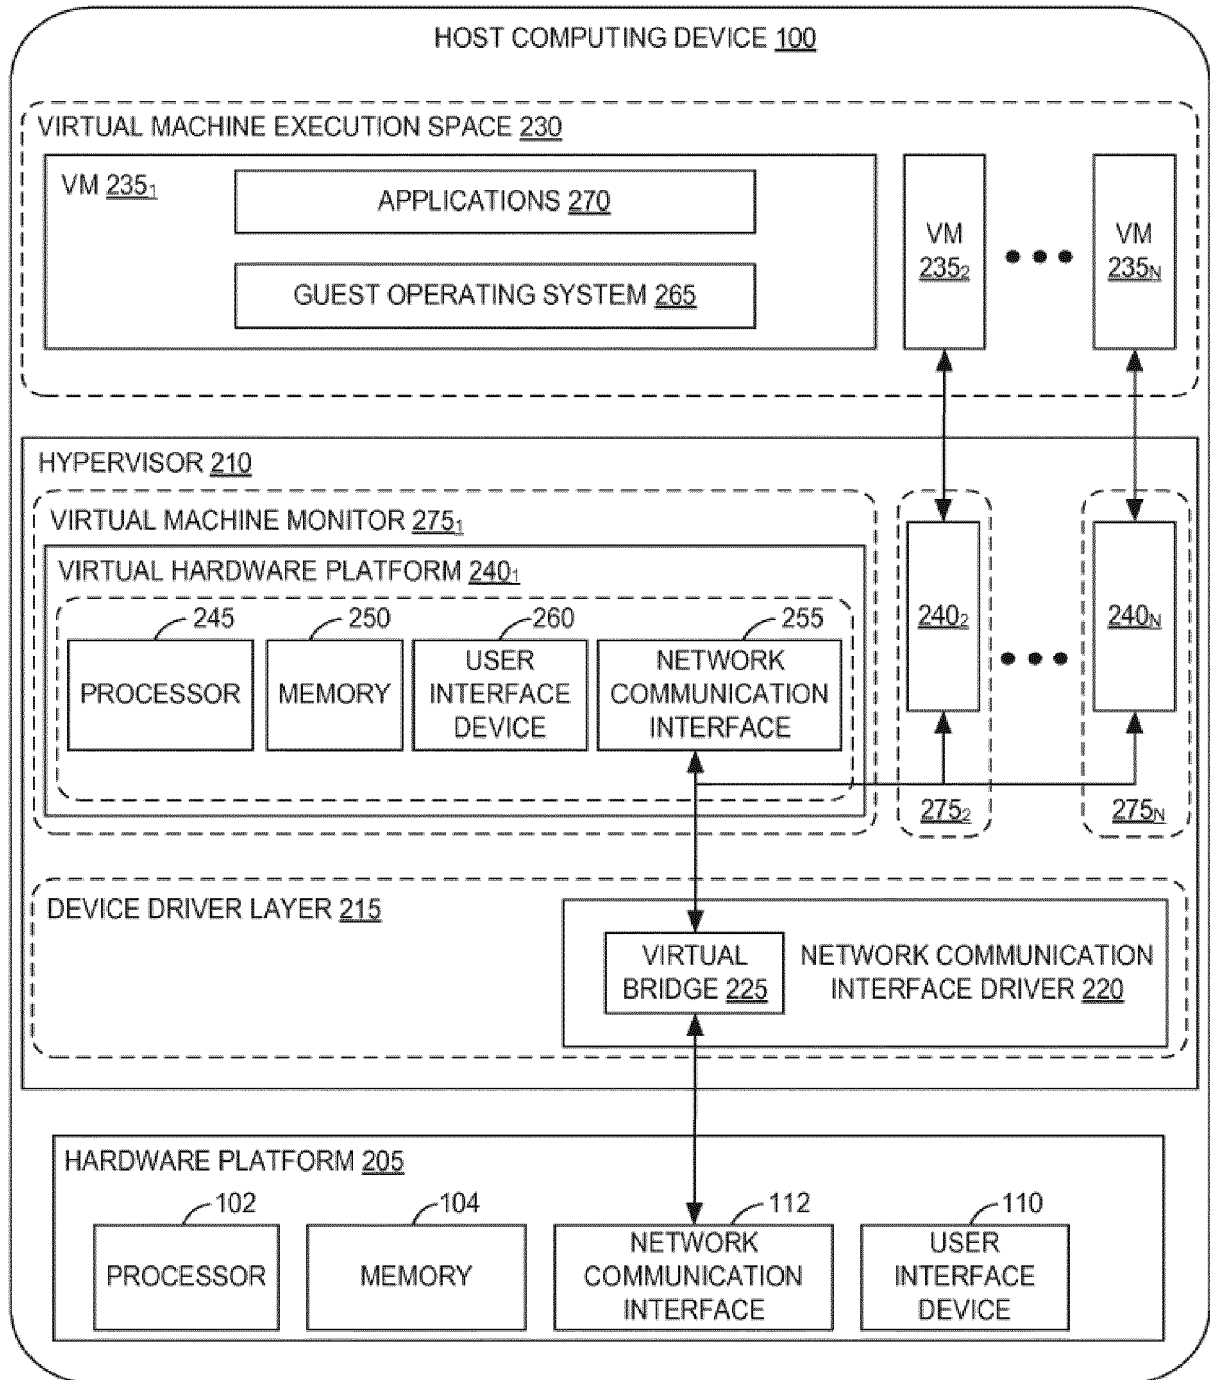 HOST COMPUTING DEVICE 100
VIRTUAL MACHINE EXECUTION SPACE 230
VM 235₁
APPLICATIONS 270
GUEST OPERATING SYSTEM 265
VM
235₂
VM
235ₙ
HYPERVISOR 210
VIRTUAL MACHINE MONITOR 275₁
VIRTUAL HARDWARE PLATFORM 240₁
245
250
260
255
PROCESSOR
MEMORY
USER
INTERFACE
DEVICE
NETWORK
COMMUNICATION
INTERFACE
240₂
240ₙ
275₂
275ₙ
DEVICE DRIVER LAYER 215
VIRTUAL
BRIDGE 225
NETWORK COMMUNICATION
INTERFACE DRIVER 220
HARDWARE PLATFORM 205
102
104
112
110
PROCESSOR
MEMORY
NETWORK
COMMUNICATION
INTERFACE
USER
INTERFACE
DEVICE